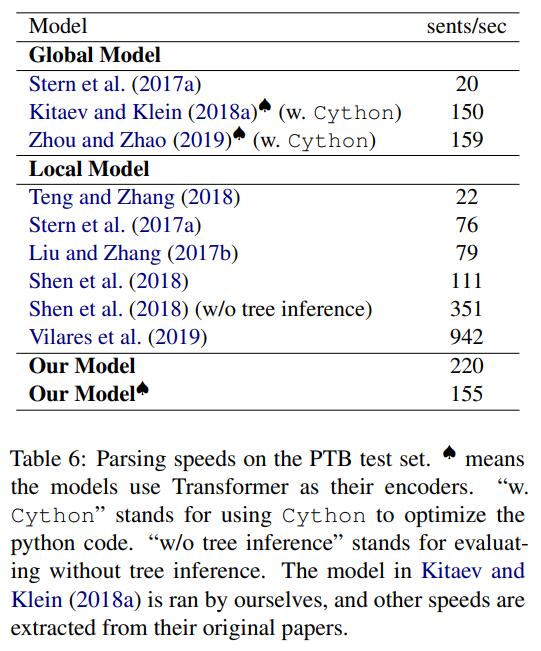 Model sents/sec
Global Model
Stern et al. (2017a) 20
Kitaev and Klein (2018a)♠ (w. Cython) 150
Zhou and Zhao (2019)♠ (w. Cython) 159
Local Model
Teng and Zhang (2018) 22
Stern et al. (2017a) 76
Liu and Zhang (2017b) 79
Shen et al. (2018) 111
Shen et al. (2018) (w/o tree inference) 351
Vilares et al. (2019) 942
Our Model 220
Our Model♠ 155
Table 6: Parsing speeds on the PTB test set. ♠ means
the models use Transformer as their encoders. “w.
Cython” stands for using Cython to optimize the
python code. “w/o tree inference” stands for evaluat-
ing without tree inference. The model in Kitaev and
Klein (2018a) is ran by ourselves, and other speeds are
extracted from their original papers.